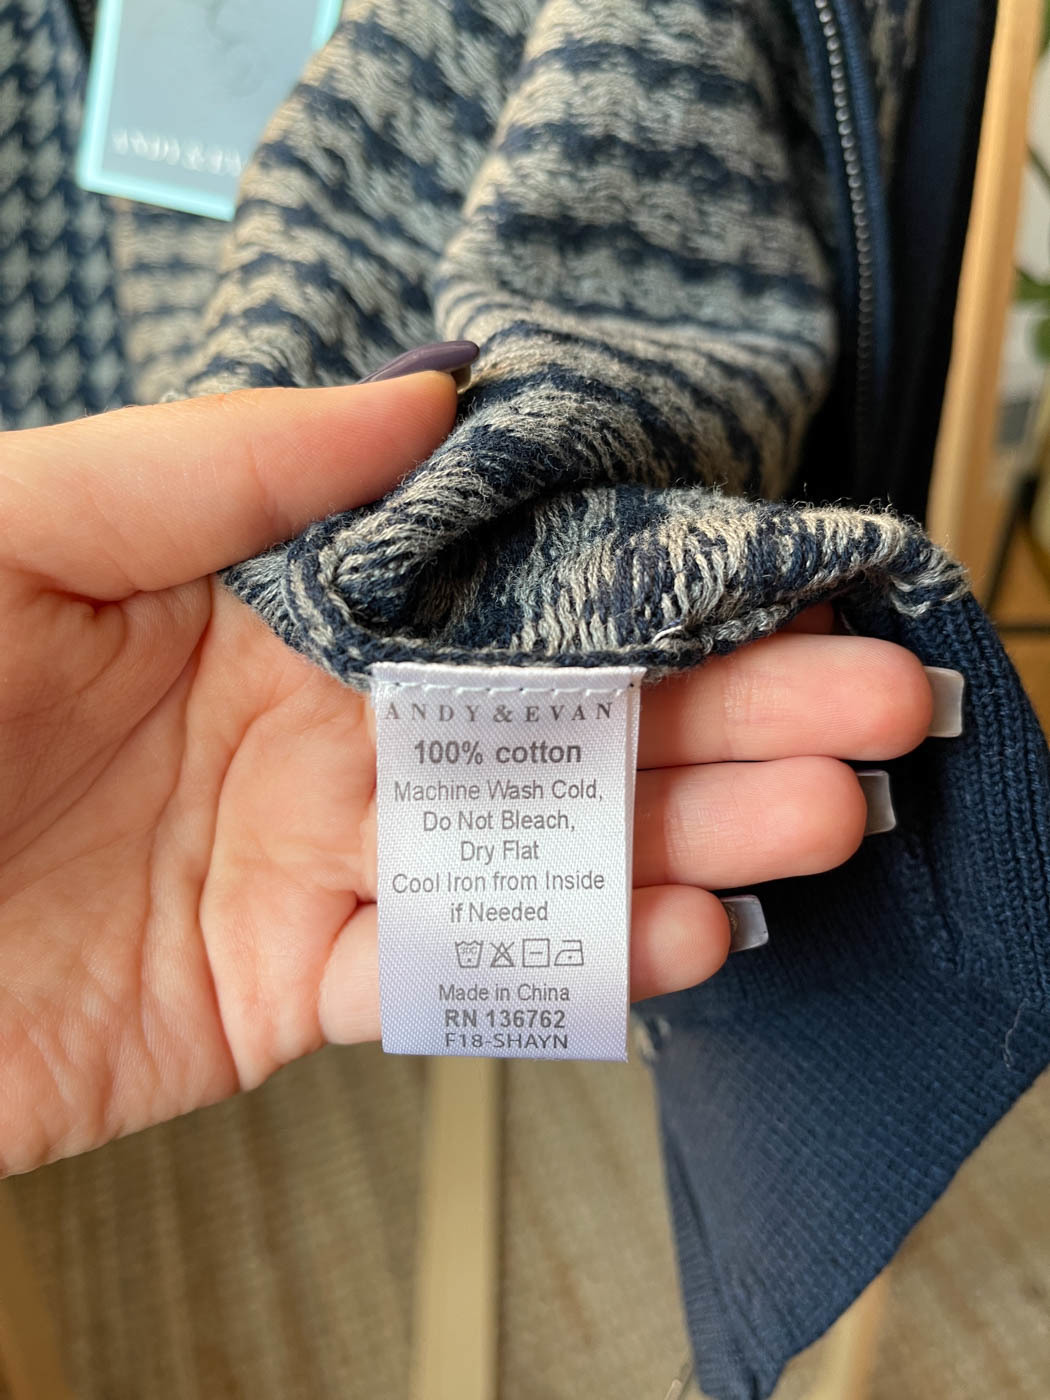 ANDY & EVAN
100% cotton
Machine Wash Cold,
Do Not Bleach,
Dry Flat
Cool Iron from Inside
if Needed
Made in China
RN 136762
F18-SHAYN